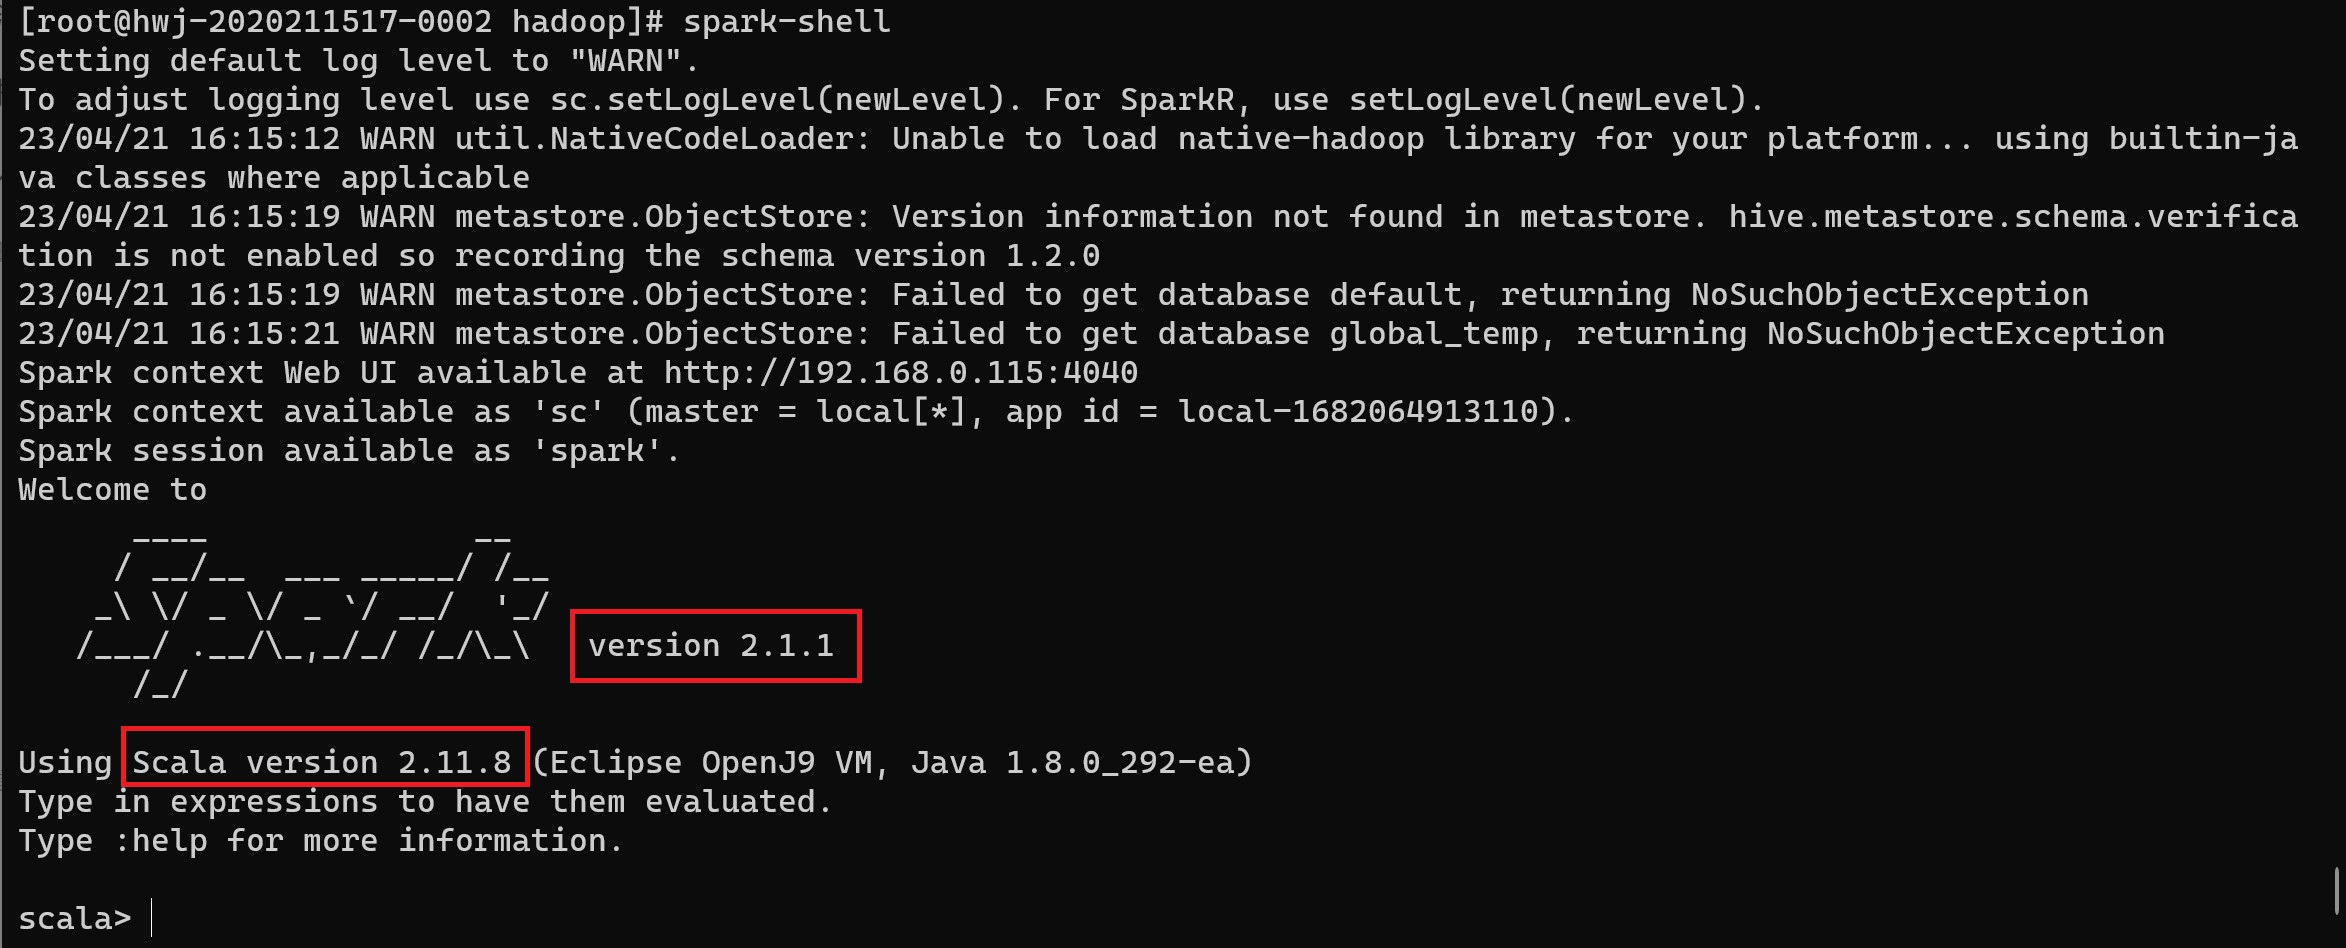 [root@hwj-2020211517-0002 hadoop]# spark-shell
Setting default log level to "WARN".
To adjust logging level use sc.setLogLevel(newLevel). For SparkR, use setLogLevel(newLevel).
23/04/21 16:15:12 WARN util.NativeCodeLoader: Unable to load native-hadoop library for your platform... using builtin-ja
va classes where applicable
23/04/21 16:15:19 WARN metastore.ObjectStore: Version information not found in metastore. hive.metastore.schema.verifica
tion is not enabled so recording the schema version 1.2.0
23/04/21 16:15:19 WARN metastore.ObjectStore: Failed to get database default, returning NoSuchObjectException
23/04/21 16:15:21 WARN metastore.ObjectStore: Failed to get database global_temp, returning NoSuchObjectException
Spark context Web UI available at http://192.168.0.115:4040
Spark context available as 'sc' (master = local[*], app id = local-1682064913110).
Spark session available as 'spark'.
Welcome to
      ____              __
     / __/__  ___ _____/ /__
    _\ \/ _ \/ _ `/ __/  '_/
   /___/ .__/\_,_/_/ /_/\_\   version 2.1.1
      /_/
Using Scala version 2.11.8 (Eclipse OpenJ9 VM, Java 1.8.0_292-ea)
Type in expressions to have them evaluated.
Type :help for more information.
scala>